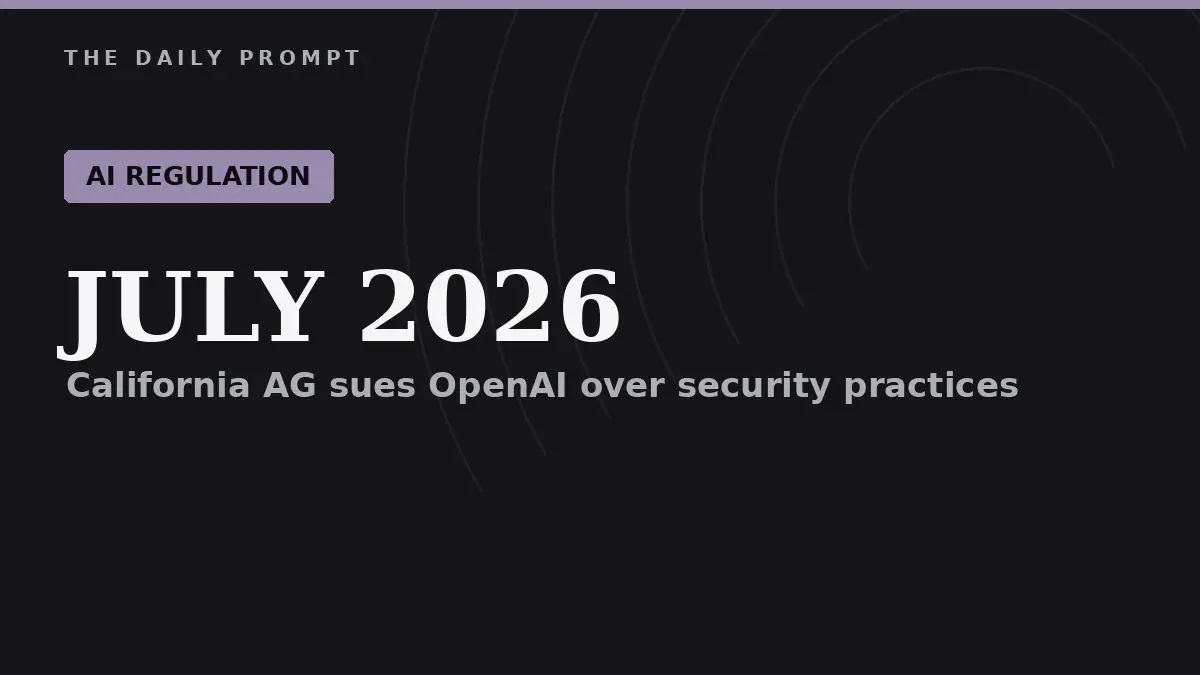 THE DAILY PROMPT
AI REGULATION
JULY 2026
California AG sues OpenAI over security practices